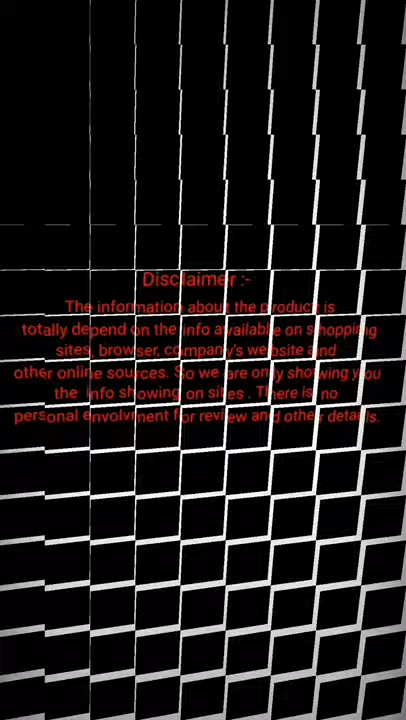 Disclaimer :-
The information about the product is
totally depend on the info available on shopping
sites, browser, company's website and
other online sources. So we are only showing you
the info showing on sites . There is no
personal envolvment for review and other details.